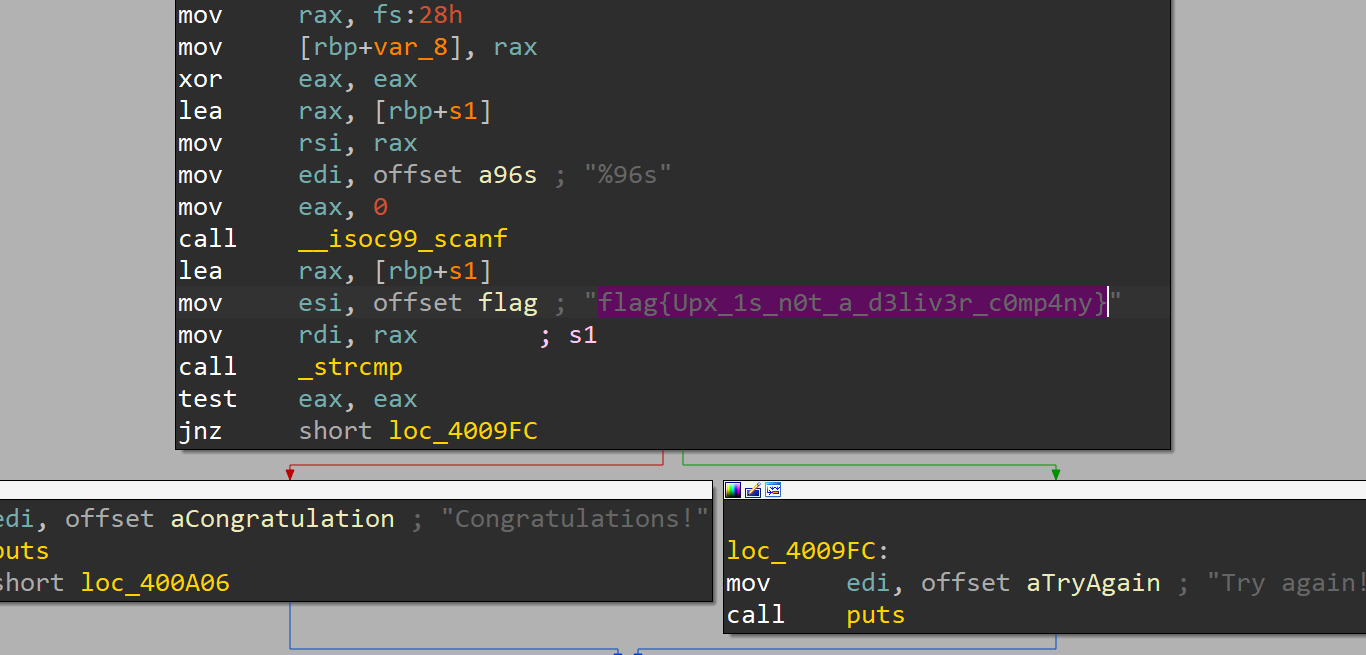 mov rax, fs:28h
mov [rbp+var_8], rax
xor eax, eax
lea rax, [rbp+s1]
mov rsi, rax
mov edi, offset a96s ; "%96s"
mov eax, 0
call __isoc99_scanf
lea rax, [rbp+s1]
mov esi, offset flag ; "flag{Upx_1s_n0t_a_d3liv3r_c0mp4ny}"
mov rdi, rax ; s1
call _strcmp
test eax, eax
jnz short loc_4009FC
edi, offset aCongratulation ; "Congratulations!"
puts
short loc_400A06
loc_4009FC:
mov edi, offset aTryAgain ; "Try again!
call puts